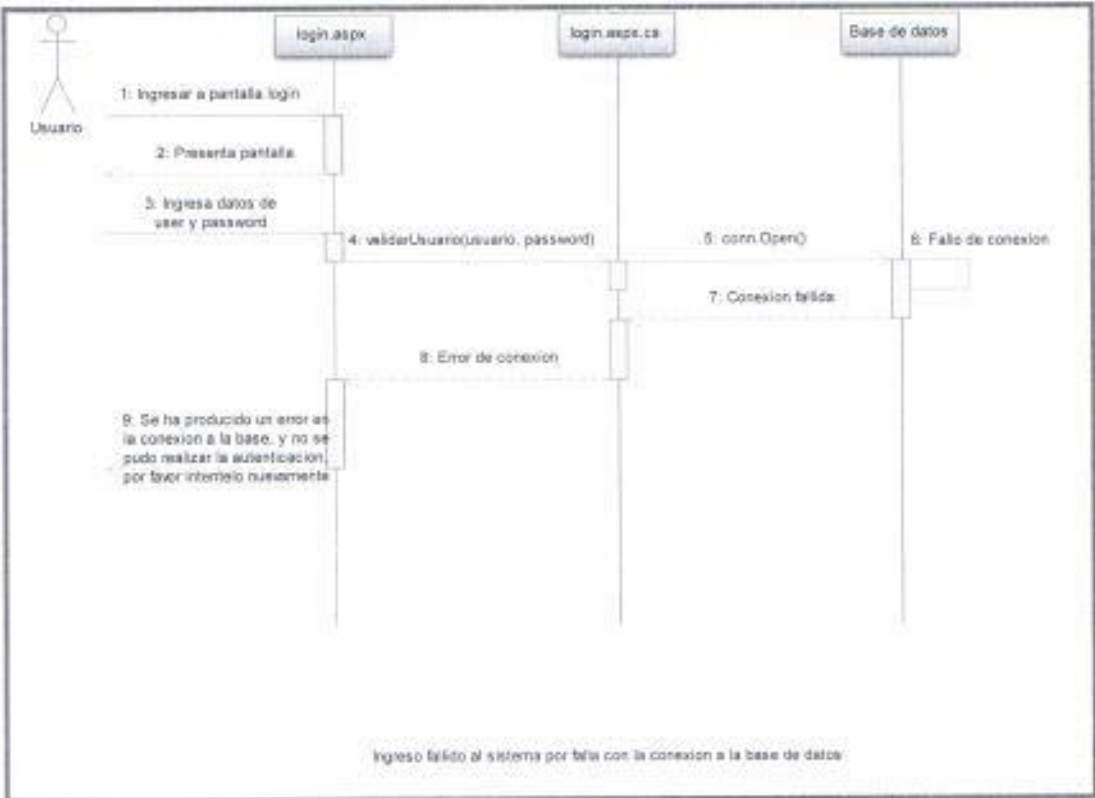 login.aspx
login.aspx.cs
Base de datos
Usuario
1: Ingresar a pantalla login
2: Presenta pantalla
3: Ingresa datos de
user y password
4: validarUsuario(usuario, password)
5: conn.Open()
6: Fallo de conexion
7: Conexion fallida
8: Error de conexion
9: Se ha producido un error en
la conexion a la base, y no se
pudo realizar la autenticacion,
por favor intentelo nuevamente
Ingreso fallido al sistema por falla con la conexion a la base de datos